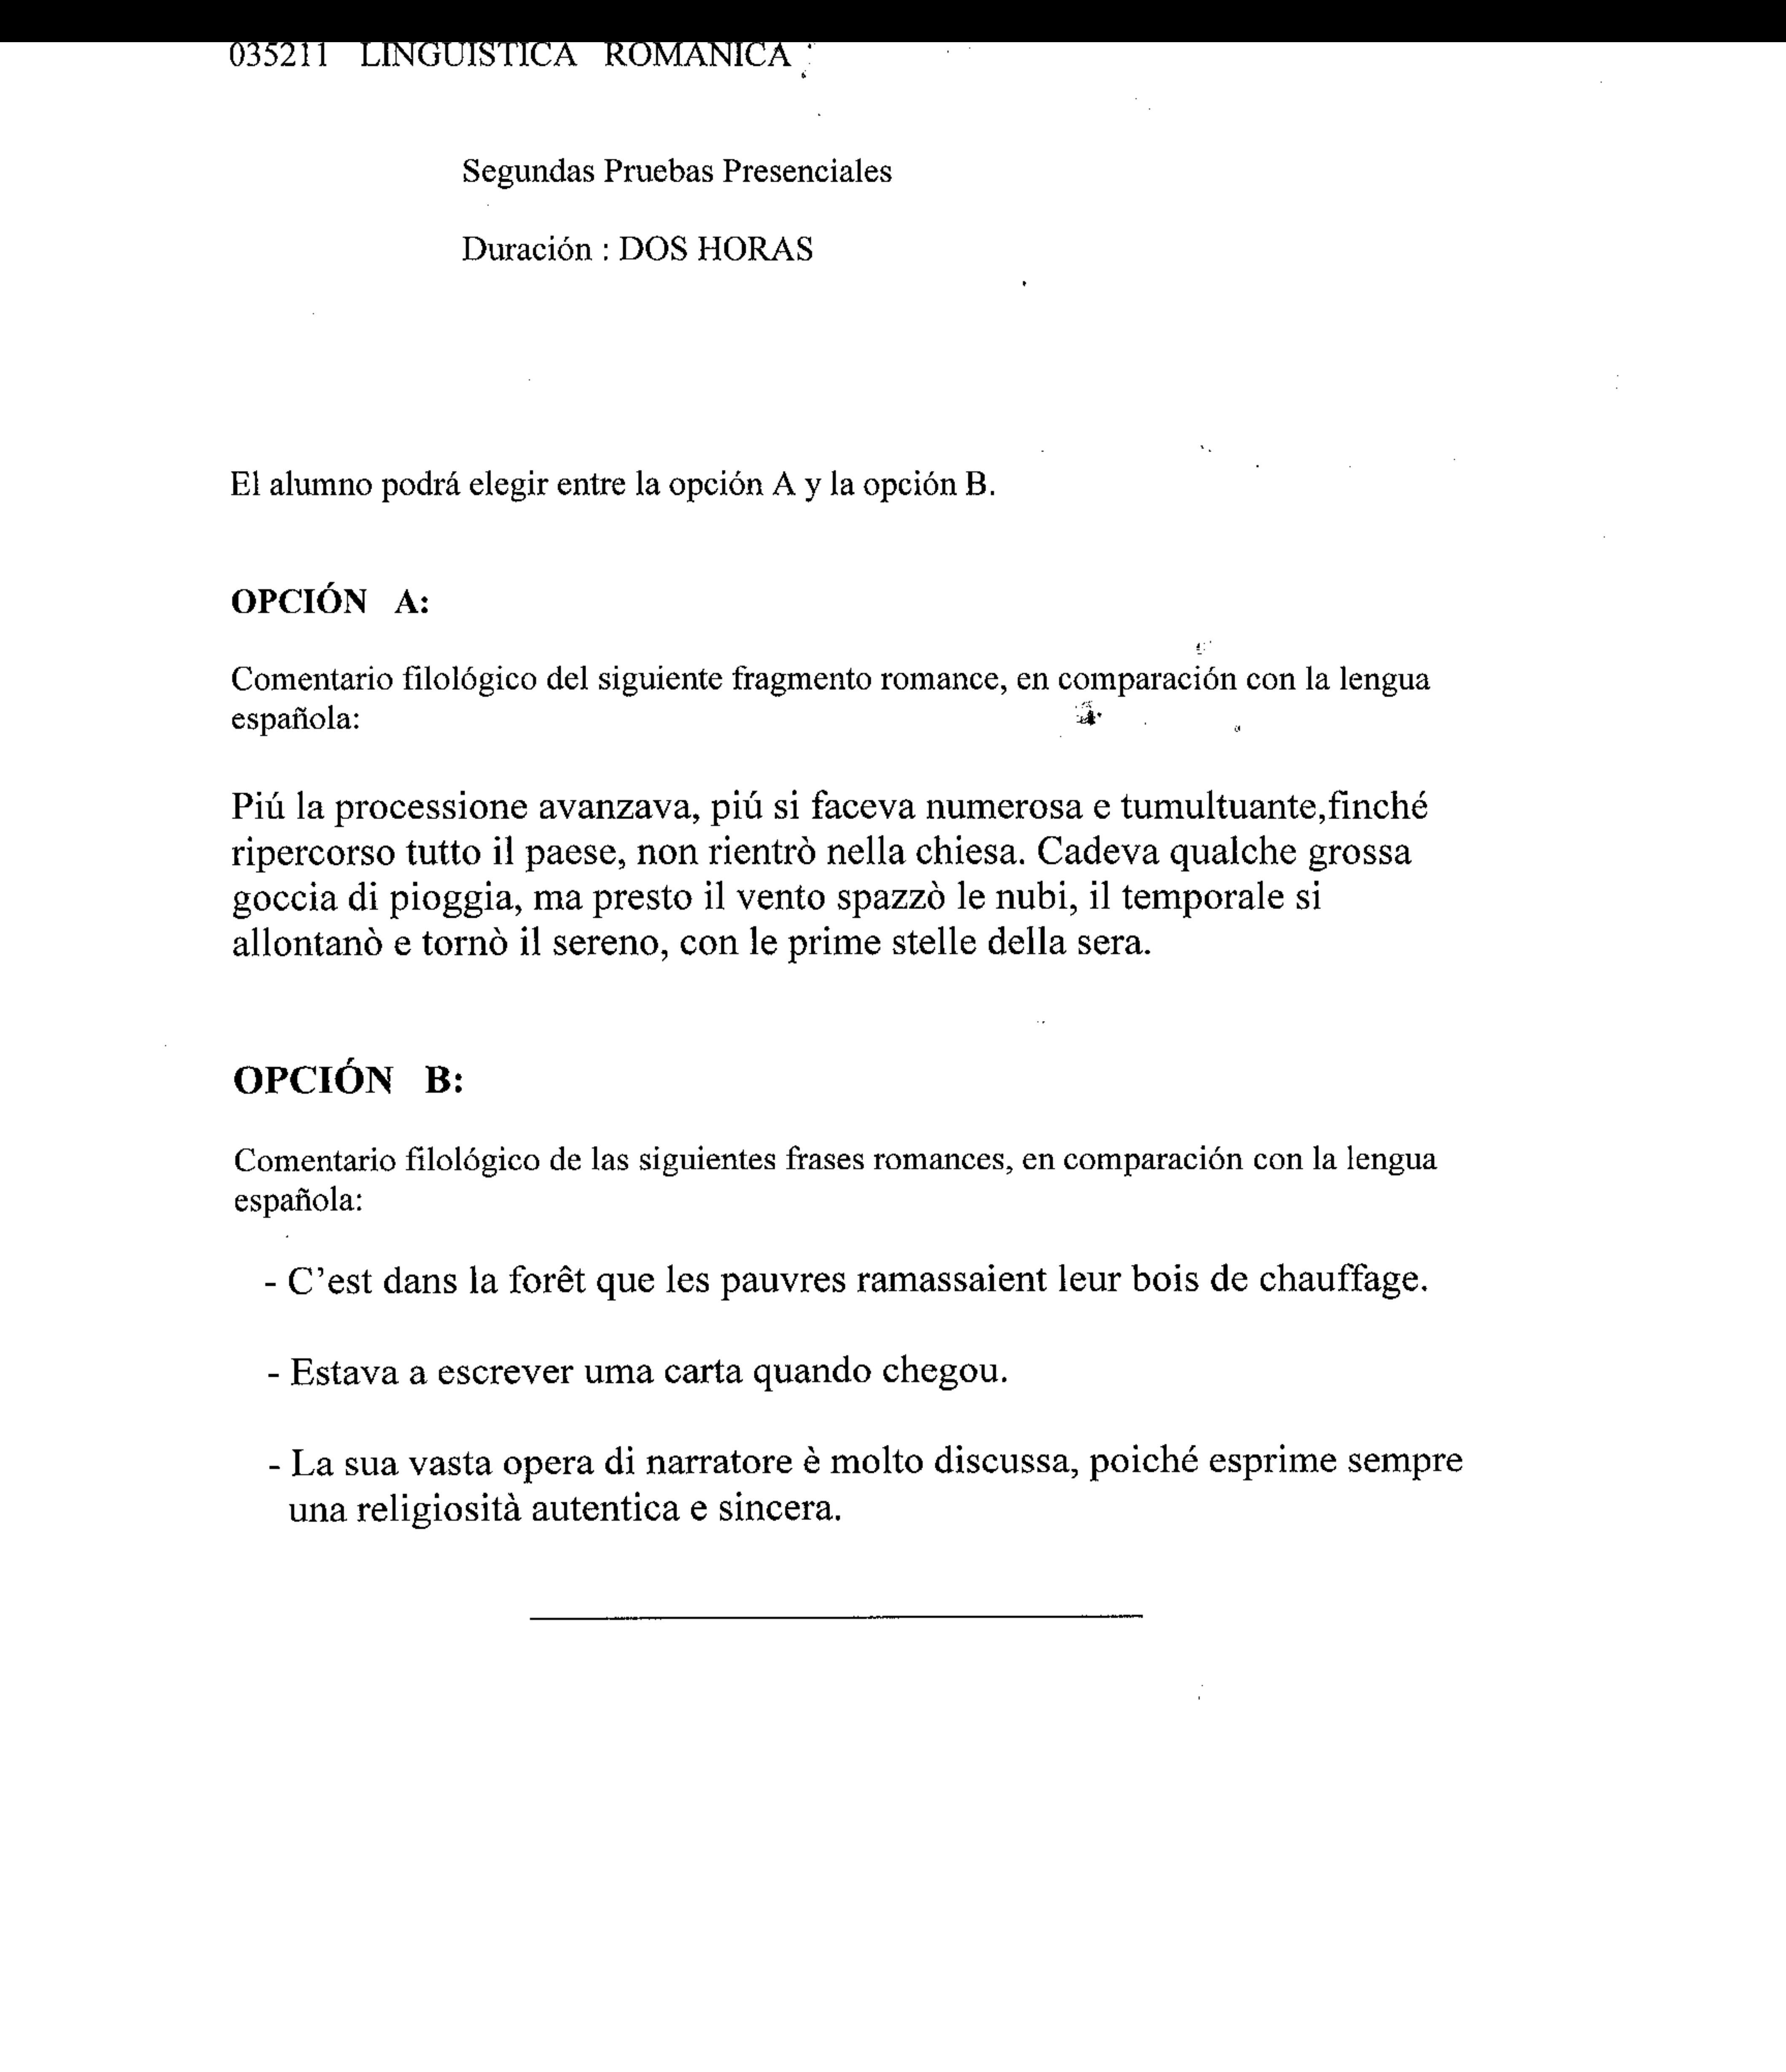 035211 LINGUISTICA ROMANICA
Segundas Pruebas Presenciales
Duración : DOS HORAS
El alumno podrá elegir entre la opción A y la opción B.
OPCIÓN A:
Comentario filológico del siguiente fragmento romance, en comparación con la lengua
española:
Piú la processione avanzava, piú si faceva numerosa e tumultuante,finché
ripercorso tutto il paese, non rientrò nella chiesa. Cadeva qualche grossa
goccia di pioggia, ma presto il vento spazzò le nubi, il temporale si
allontanò e tornò il sereno, con le prime stelle della sera.
OPCIÓN B:
Comentario filológico de las siguientes frases romances, en comparación con la lengua
española:
- C'est dans la forêt que les pauvres ramassaient leur bois de chauffage.
- Estava a escrever uma carta quando chegou.
- La sua vasta opera di narratore è molto discussa, poiché esprime sempre
una religiosità autentica e sincera.